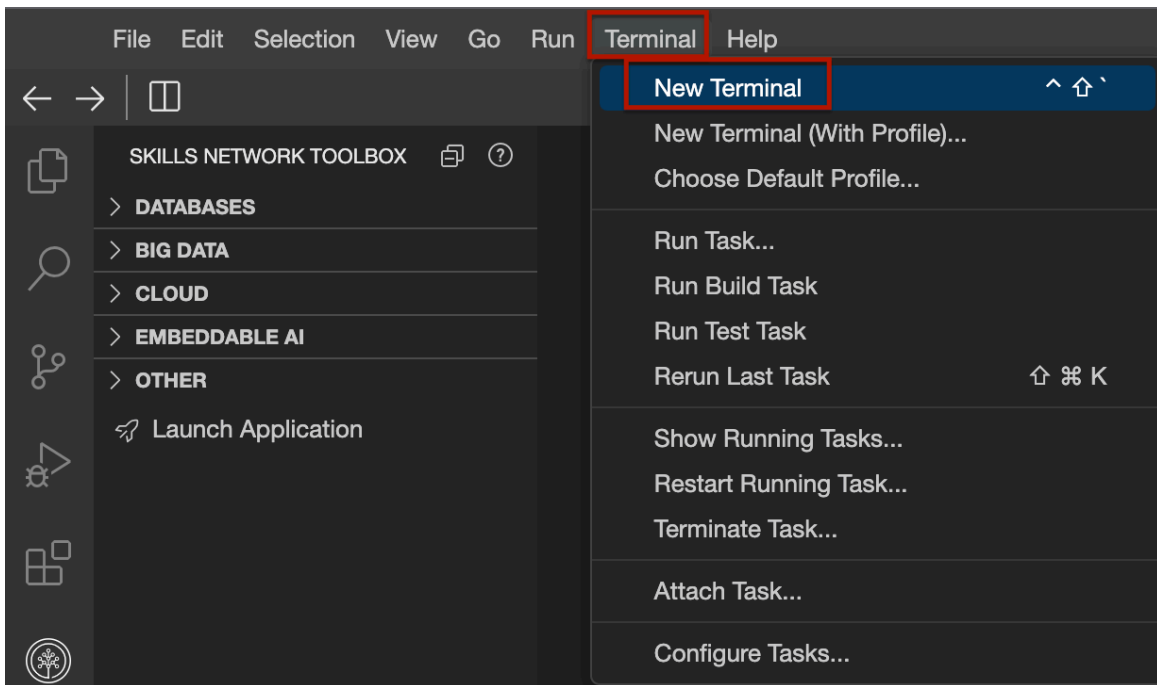 File Edit Selection View Go Run Terminal Help
New Terminal ^ ⇧ `
New Terminal (With Profile)...
Choose Default Profile...
Run Task...
Run Build Task
Run Test Task
Rerun Last Task ⇧ ⌘ K
Show Running Tasks...
Restart Running Task...
Terminate Task...
Attach Task...
Configure Tasks...
SKILLS NETWORK TOOLBOX
DATABASES
BIG DATA
CLOUD
EMBEDDABLE AI
OTHER
Launch Application